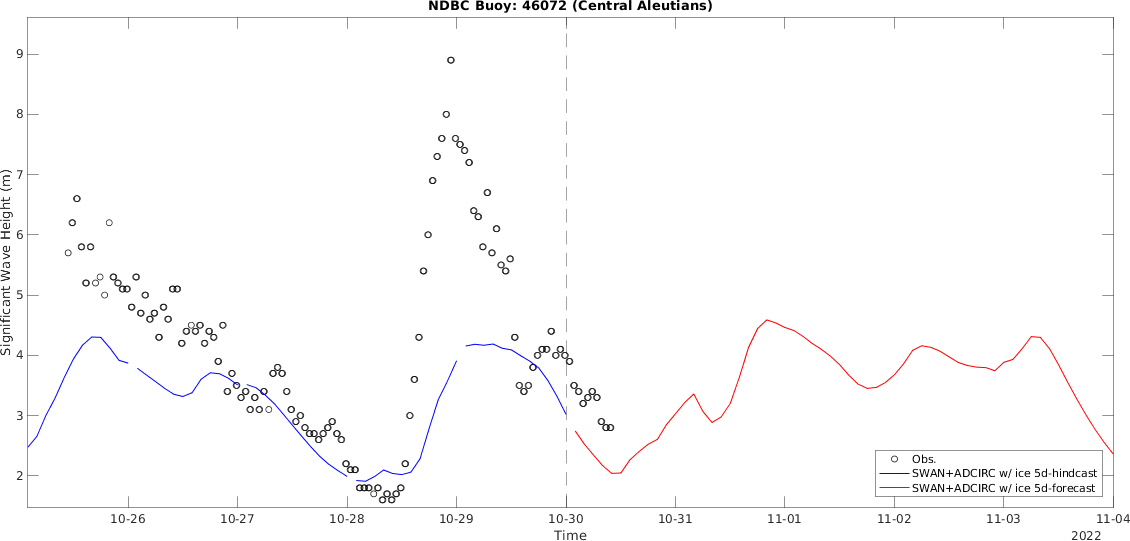 NDBC Buoy: 46072 (Central Aleutians)
Significant Wave Height (m)
9
8
7
6
5
4
3
2
Obs.
SWAN+ADCIRC w/ ice 5d-hindcast
SWAN+ADCIRC w/ ice 5d-forecast
10-26 10-27 10-28 10-29 10-30 10-31 11-01 11-02 11-03 11-04
Time
2022